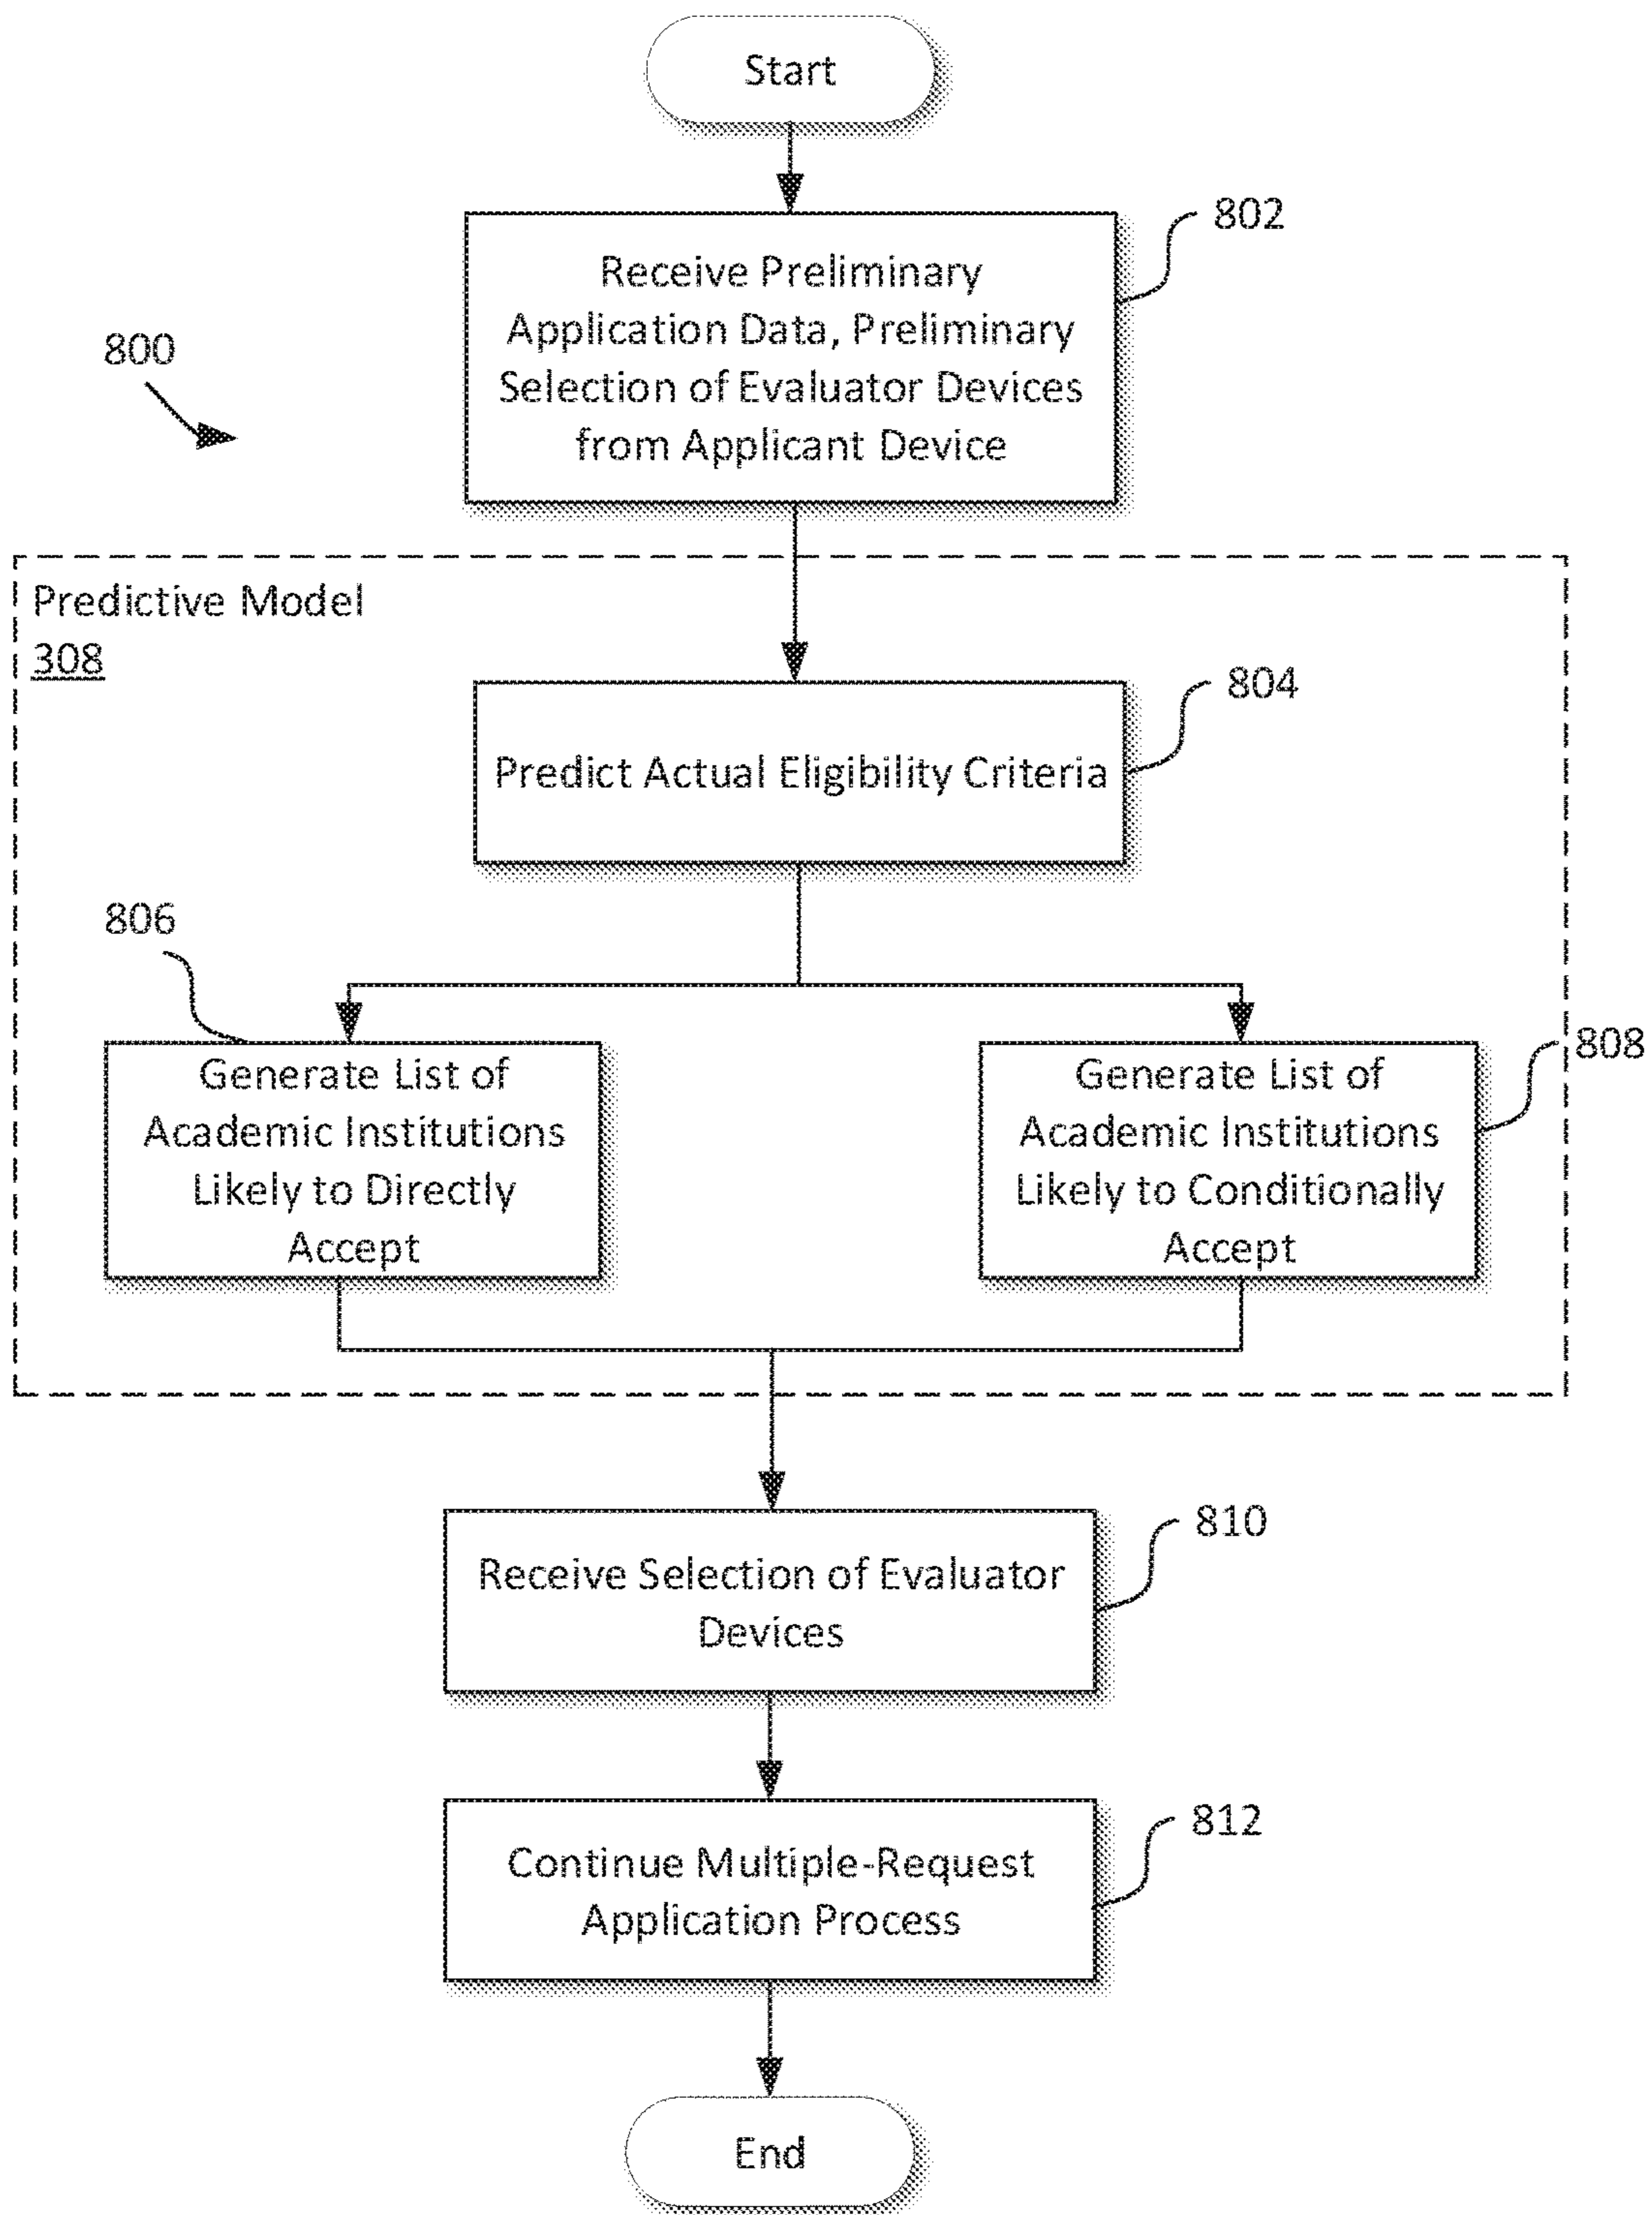 Start
802
Receive Preliminary
Application Data, Preliminary
Selection of Evaluator Devices
from Applicant Device
800
Predictive Model
308
804
Predict Actual Eligibility Criteria
806
808
Generate List of
Academic Institutions
Likely to Directly
Accept
Generate List of
Academic Institutions
Likely to Conditionally
Accept
810
Receive Selection of Evaluator
Devices
812
Continue Multiple-Request
Application Process
End